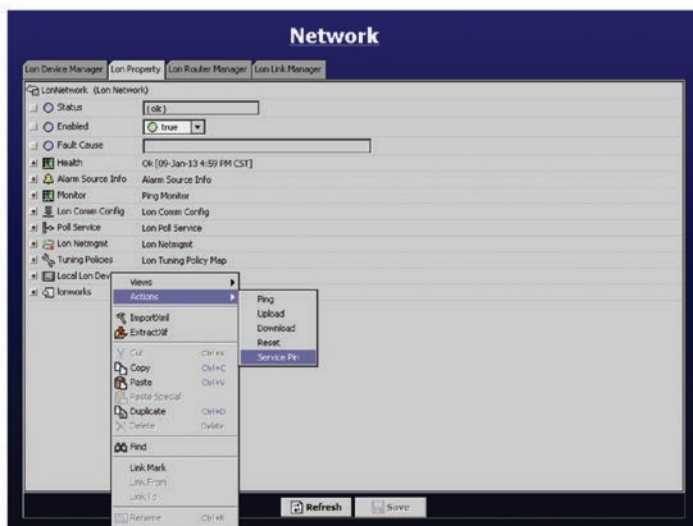 Network
Lon Device Manager Lon Property Lon Router Manager Lon Link Manager
LonNetwork (Lon Network)
Status {ok}
Enabled true
Fault Cause
Health Ok [09-Jan-13 4:59 PM CST]
Alarm Source Info Alarm Source Info
Monitor Ping Monitor
Lon Comm Config Lon Comm Config
Poll Service Lon Poll Service
Lon Netmgmt Lon Netmgmt
Tuning Policies Lon Tuning Policy Map
Local Lon Dev
lonworks
Views
Actions
ImportXml
ExtractXif
Cut Ctrl+X
Copy Ctrl+C
Paste Ctrl+V
Paste Special
Duplicate Ctrl+D
Delete Delete
Find
Link Mark
Link From
Link To
Rename Ctrl+R
Ping
Upload
Download
Reset
Service Pin
Refresh Save